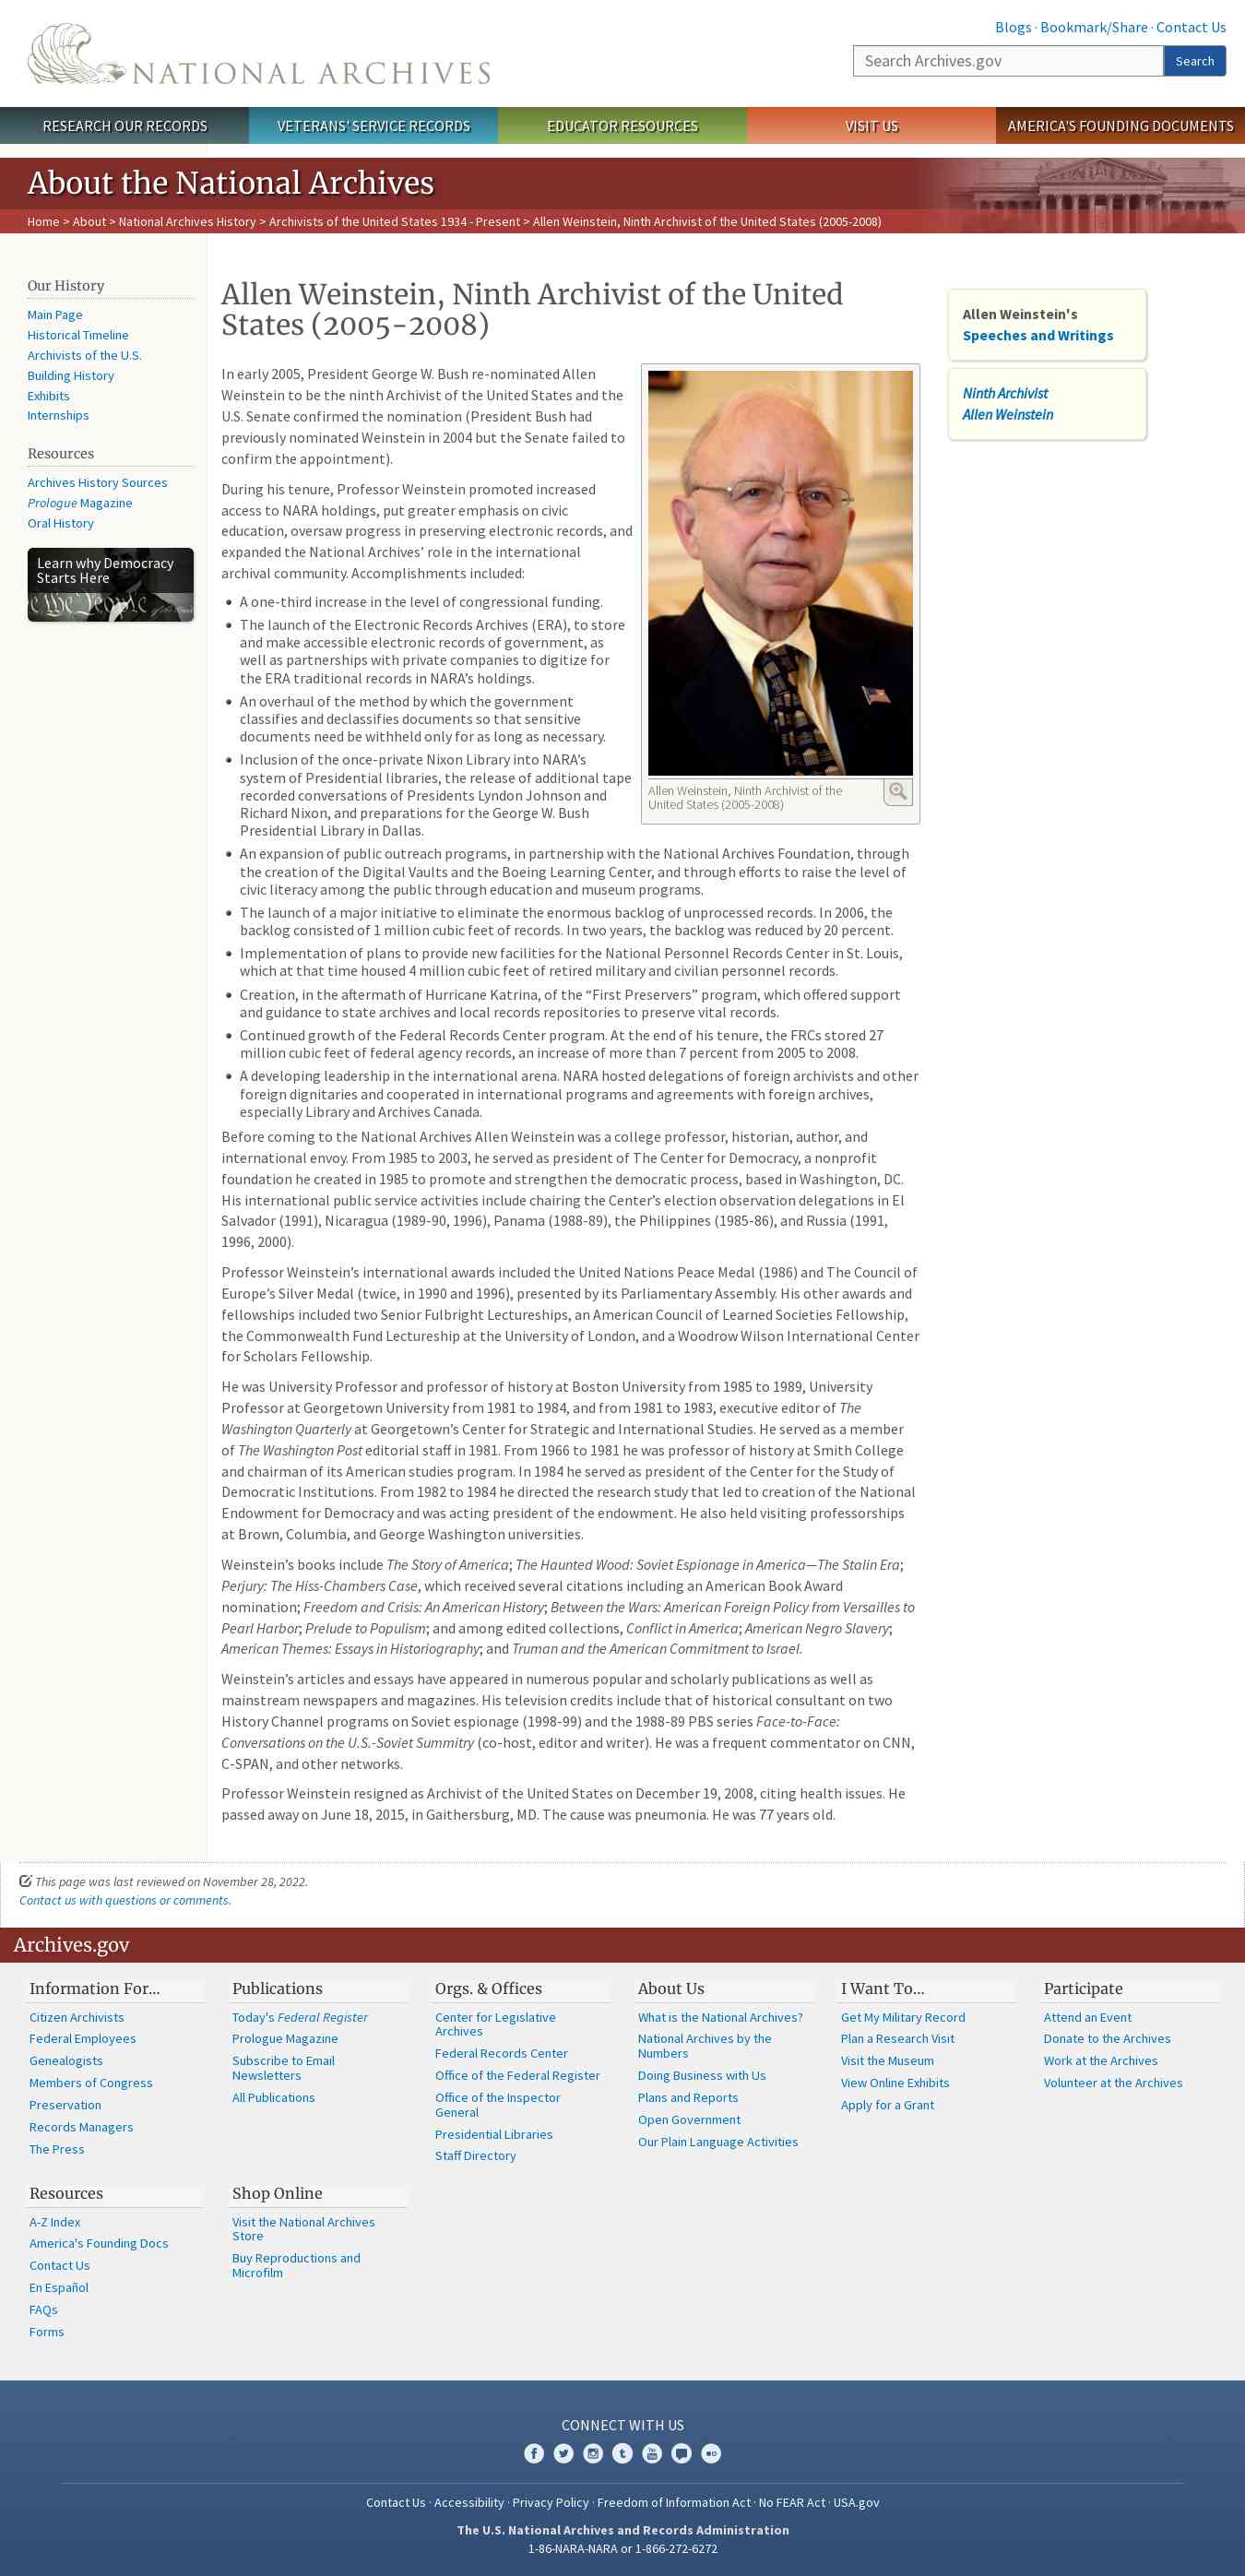 Blogs · Bookmark/Share · Contact Us
NATIONAL ARCHIVES
Search Archives.gov
Search
RESEARCH OUR RECORDS
VETERANS' SERVICE RECORDS
EDUCATOR RESOURCES
VISIT US
AMERICA'S FOUNDING DOCUMENTS
About the National Archives
Home > About > National Archives History > Archivists of the United States 1934 - Present > Allen Weinstein, Ninth Archivist of the United States (2005-2008)
Our History
Main Page
Historical Timeline
Archivists of the U.S.
Building History
Exhibits
Internships
Resources
Archives History Sources
Prologue Magazine
Oral History
Learn why Democracy
Starts Here
We the People
Allen Weinstein, Ninth Archivist of the United
States (2005-2008)
In early 2005, President George W. Bush re-nominated Allen
Weinstein to be the ninth Archivist of the United States and the
U.S. Senate confirmed the nomination (President Bush had
previously nominated Weinstein in 2004 but the Senate failed to
confirm the appointment).
During his tenure, Professor Weinstein promoted increased
access to NARA holdings, put greater emphasis on civic
education, oversaw progress in preserving electronic records, and
expanded the National Archives’ role in the international
archival community. Accomplishments included:
A one-third increase in the level of congressional funding.
The launch of the Electronic Records Archives (ERA), to store
and make accessible electronic records of government, as
well as partnerships with private companies to digitize for
the ERA traditional records in NARA’s holdings.
An overhaul of the method by which the government
classifies and declassifies documents so that sensitive
documents need be withheld only for as long as necessary.
Inclusion of the once-private Nixon Library into NARA’s
system of Presidential libraries, the release of additional tape
recorded conversations of Presidents Lyndon Johnson and
Richard Nixon, and preparations for the George W. Bush
Presidential Library in Dallas.
An expansion of public outreach programs, in partnership with the National Archives Foundation, through
the creation of the Digital Vaults and the Boeing Learning Center, and through efforts to raise the level of
civic literacy among the public through education and museum programs.
The launch of a major initiative to eliminate the enormous backlog of unprocessed records. In 2006, the
backlog consisted of 1 million cubic feet of records. In two years, the backlog was reduced by 20 percent.
Implementation of plans to provide new facilities for the National Personnel Records Center in St. Louis,
which at that time housed 4 million cubic feet of retired military and civilian personnel records.
Creation, in the aftermath of Hurricane Katrina, of the “First Preservers” program, which offered support
and guidance to state archives and local records repositories to preserve vital records.
Continued growth of the Federal Records Center program. At the end of his tenure, the FRCs stored 27
million cubic feet of federal agency records, an increase of more than 7 percent from 2005 to 2008.
A developing leadership in the international arena. NARA hosted delegations of foreign archivists and other
foreign dignitaries and cooperated in international programs and agreements with foreign archives,
especially Library and Archives Canada.
Before coming to the National Archives Allen Weinstein was a college professor, historian, author, and
international envoy. From 1985 to 2003, he served as president of The Center for Democracy, a nonprofit
foundation he created in 1985 to promote and strengthen the democratic process, based in Washington, DC.
His international public service activities include chairing the Center’s election observation delegations in El
Salvador (1991), Nicaragua (1989-90, 1996), Panama (1988-89), the Philippines (1985-86), and Russia (1991,
1996, 2000).
Professor Weinstein’s international awards included the United Nations Peace Medal (1986) and The Council of
Europe’s Silver Medal (twice, in 1990 and 1996), presented by its Parliamentary Assembly. His other awards and
fellowships included two Senior Fulbright Lectureships, an American Council of Learned Societies Fellowship,
the Commonwealth Fund Lectureship at the University of London, and a Woodrow Wilson International Center
for Scholars Fellowship.
He was University Professor and professor of history at Boston University from 1985 to 1989, University
Professor at Georgetown University from 1981 to 1984, and from 1981 to 1983, executive editor of The
Washington Quarterly at Georgetown’s Center for Strategic and International Studies. He served as a member
of The Washington Post editorial staff in 1981. From 1966 to 1981 he was professor of history at Smith College
and chairman of its American studies program. In 1984 he served as president of the Center for the Study of
Democratic Institutions. From 1982 to 1984 he directed the research study that led to creation of the National
Endowment for Democracy and was acting president of the endowment. He also held visiting professorships
at Brown, Columbia, and George Washington universities.
Weinstein’s books include The Story of America; The Haunted Wood: Soviet Espionage in America—The Stalin Era;
Perjury: The Hiss-Chambers Case, which received several citations including an American Book Award
nomination; Freedom and Crisis: An American History; Between the Wars: American Foreign Policy from Versailles to
Pearl Harbor; Prelude to Populism; and among edited collections, Conflict in America; American Negro Slavery;
American Themes: Essays in Historiography; and Truman and the American Commitment to Israel.
Weinstein’s articles and essays have appeared in numerous popular and scholarly publications as well as
mainstream newspapers and magazines. His television credits include that of historical consultant on two
History Channel programs on Soviet espionage (1998-99) and the 1988-89 PBS series Face-to-Face:
Conversations on the U.S.-Soviet Summitry (co-host, editor and writer). He was a frequent commentator on CNN,
C-SPAN, and other networks.
Professor Weinstein resigned as Archivist of the United States on December 19, 2008, citing health issues. He
passed away on June 18, 2015, in Gaithersburg, MD. The cause was pneumonia. He was 77 years old.
Allen Weinstein, Ninth Archivist of the
United States (2005-2008)
Allen Weinstein's
Speeches and Writings
Ninth Archivist
Allen Weinstein
This page was last reviewed on November 28, 2022.
Contact us with questions or comments.
Archives.gov
Information For…
Citizen Archivists
Federal Employees
Genealogists
Members of Congress
Preservation
Records Managers
The Press
Publications
Today's Federal Register
Prologue Magazine
Subscribe to Email
Newsletters
All Publications
Orgs. & Offices
Center for Legislative
Archives
Federal Records Center
Office of the Federal Register
Office of the Inspector
General
Presidential Libraries
Staff Directory
About Us
What is the National Archives?
National Archives by the
Numbers
Doing Business with Us
Plans and Reports
Open Government
Our Plain Language Activities
I Want To…
Get My Military Record
Plan a Research Visit
Visit the Museum
View Online Exhibits
Apply for a Grant
Participate
Attend an Event
Donate to the Archives
Work at the Archives
Volunteer at the Archives
Resources
A-Z Index
America's Founding Docs
Contact Us
En Español
FAQs
Forms
Shop Online
Visit the National Archives
Store
Buy Reproductions and
Microfilm
CONNECT WITH US
Contact Us · Accessibility · Privacy Policy · Freedom of Information Act · No FEAR Act · USA.gov
The U.S. National Archives and Records Administration
1-86-NARA-NARA or 1-866-272-6272